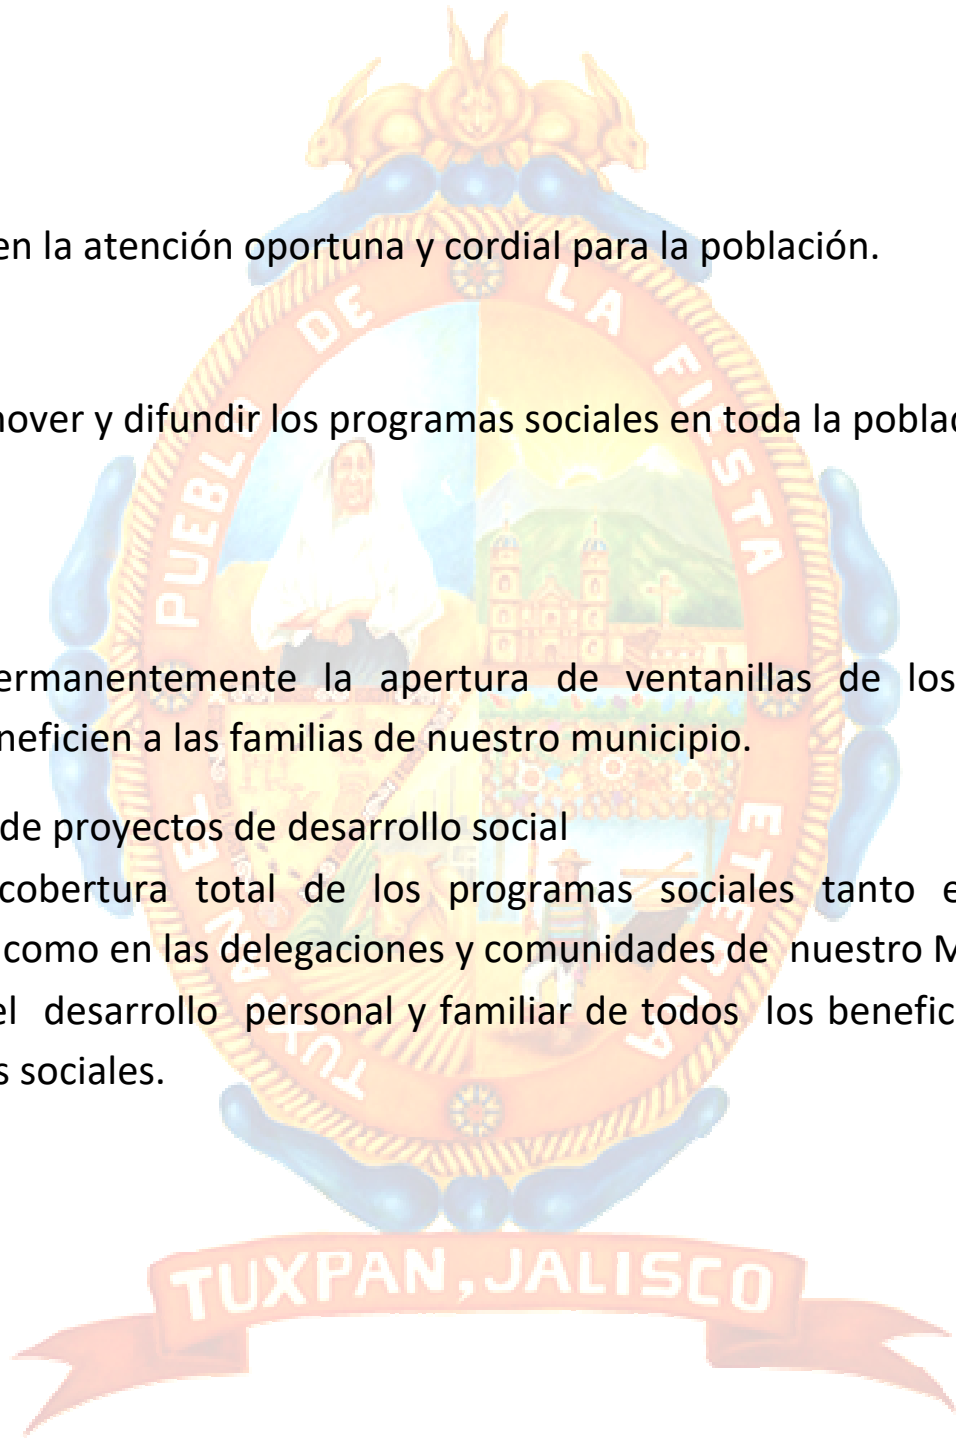 en la atención oportuna y cordial para la población.
nover y difundir los programas sociales en toda la poblac
ermanentemente la apertura de ventanillas de los
neficien a las familias de nuestro municipio.
de proyectos de desarrollo social
cobertura total de los programas sociales tanto e
como en las delegaciones y comunidades de nuestro M
el desarrollo personal y familiar de todos los benefic
s sociales.
TUXPAN EL PUEBLO DE LA FIESTA ETERNA
TUXPAN, JALISCO